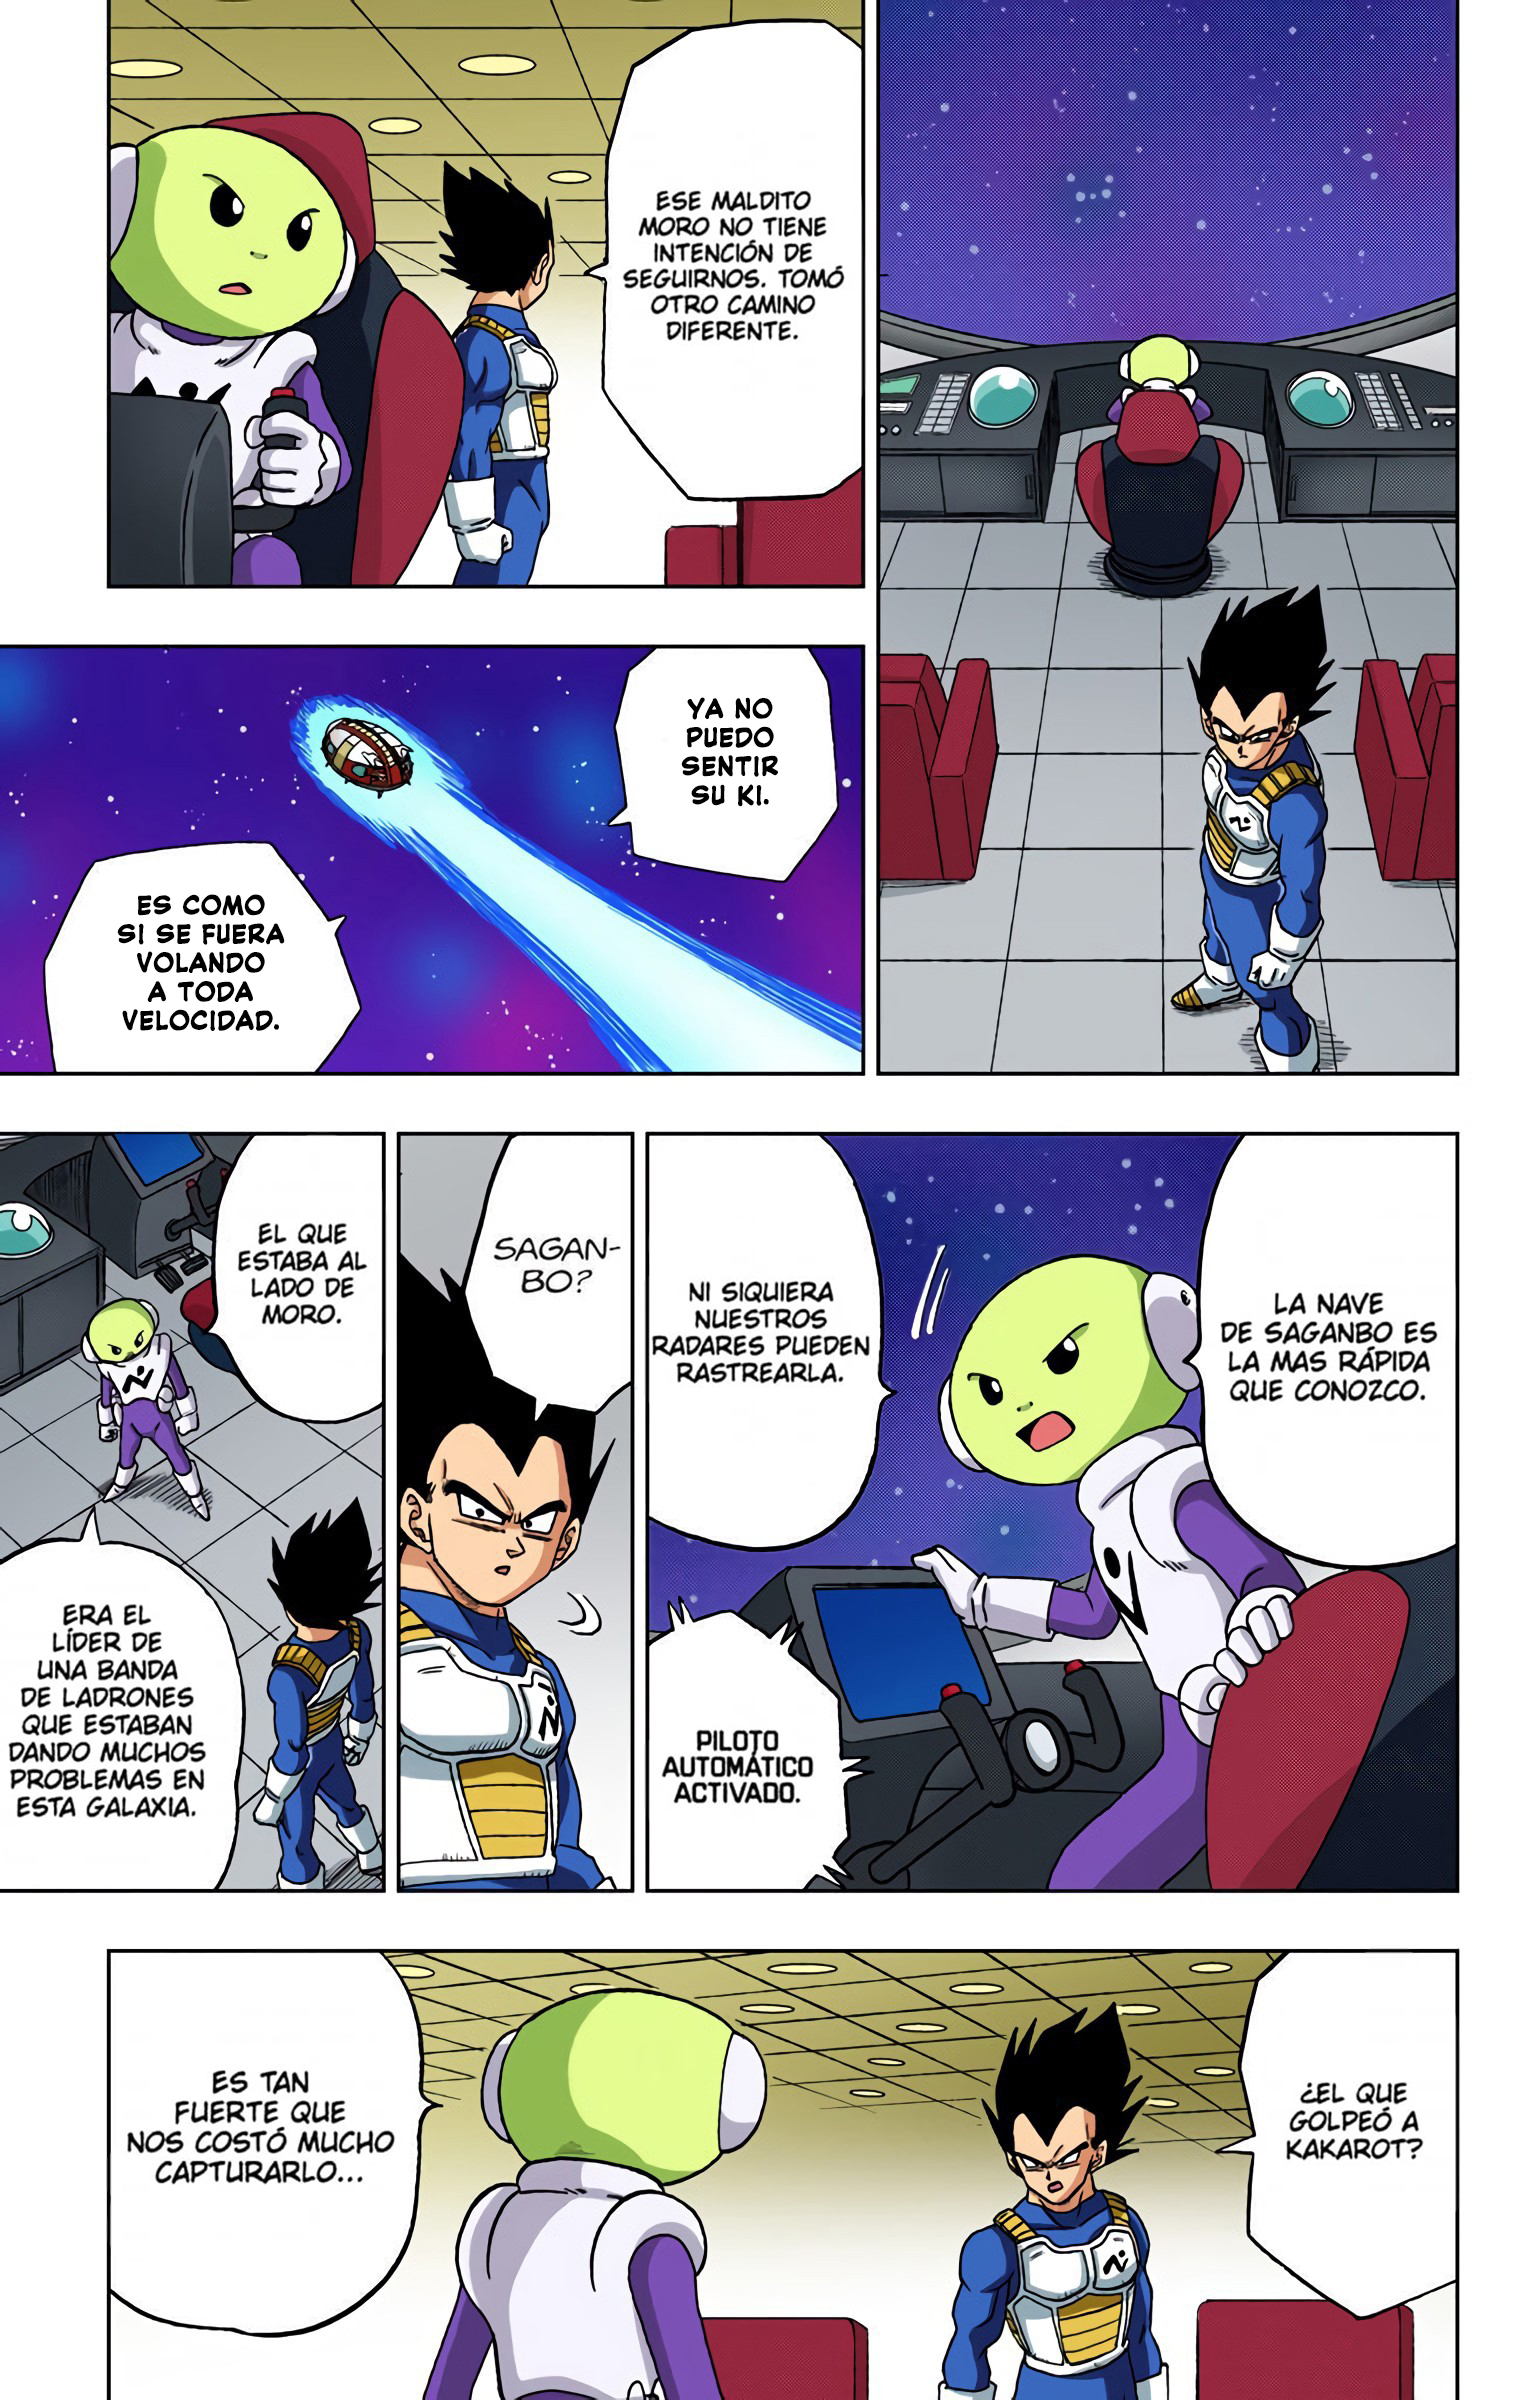 ESE MALDITO
MORO NO TIENE
INTENCIÓN DE
SEGUIRNOS. TOMÓ
OTRO CAMINO
DIFERENTE.
YA NO
PUEDO
SENTIR
SU KI.
ES COMO
SI SE FUERA
VOLANDO
A TODA
VELOCIDAD.
LA NAVE
DE SAGANBO ES
LA MAS RÁPIDA
QUE CONOZCO.
NI SIQUIERA
NUESTROS
RADARES PUEDEN
RASTREARLA.
PILOTO
AUTOMÁTICO
ACTIVADO.
SAGAN-
BO?
EL QUE
ESTABA AL
LADO DE
MORO.
ERA EL
LÍDER DE
UNA BANDA
DE LADRONES
QUE ESTABAN
DANDO MUCHOS
PROBLEMAS EN
ESTA GALAXIA.
¿EL QUE
GOLPEÓ A
KAKAROT?
ES TAN
FUERTE QUE
NOS COSTÓ MUCHO
CAPTURARLO...